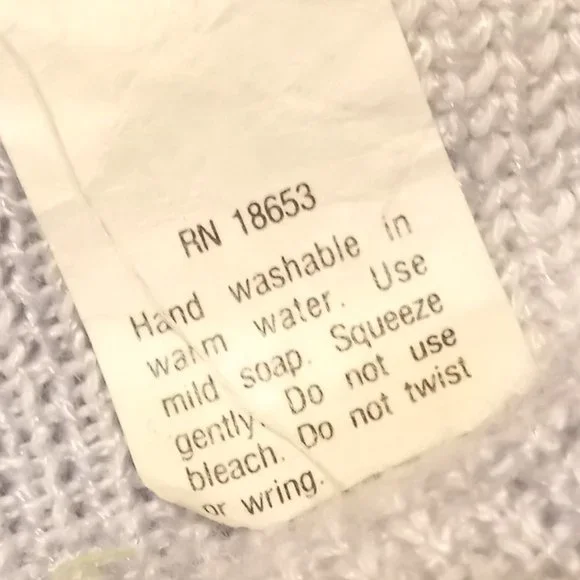 RN 18653
Hand washable in
warm water. Use
mild soap. Squeeze
gently. Do not use
bleach. Do not twist
or wring.